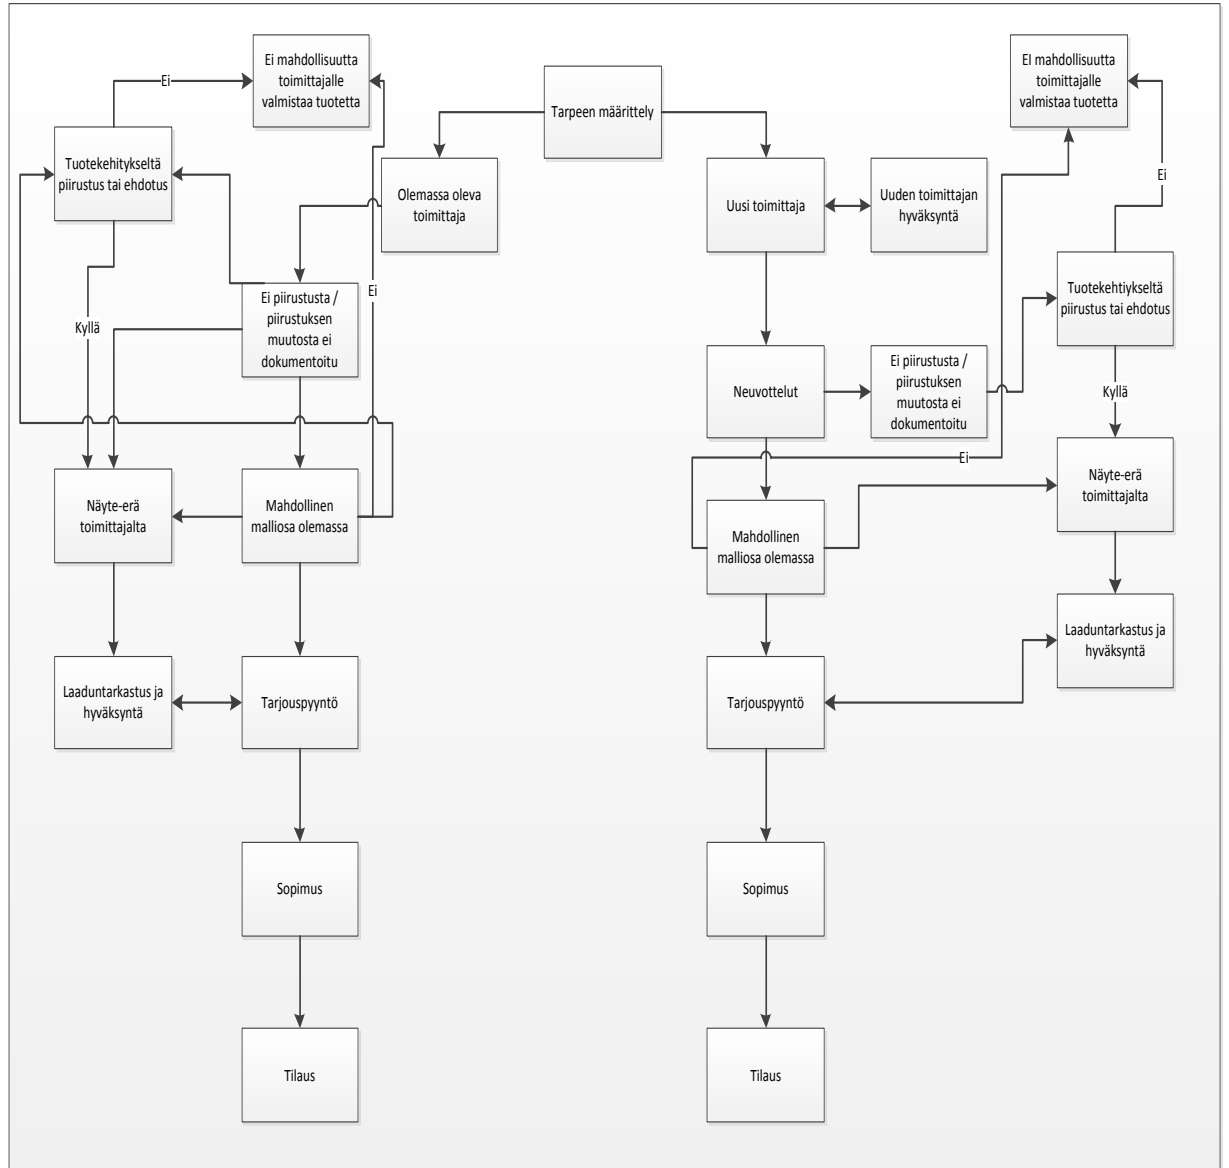 Ei mahdollisuutta
toimittajalle
valmistaa tuotetta
EI mahdollisuutta
toimittajalle
valmistaa tuotetta
Ei
Tarpeen määrittely
Tuotekehitykseltä
piirustus tai ehdotus
Olemassa oleva
toimittaja
Uusi toimittaja
Uuden toimittajan
hyväksyntä
Ei
Ei piirustusta /
piirustuksen
muutosta ei
dokumentoitu
Ei
Tuotekehtiykseltä
piirustus tai ehdotus
Kyllä
Neuvottelut
Ei piirustusta /
piirustuksen
muutosta ei
dokumentoitu
Kyllä
Ei
Näyte-erä
toimittajalta
Mahdollinen
malliosa olemassa
Mahdollinen
malliosa olemassa
Näyte-erä
toimittajalta
Laaduntarkastus ja
hyväksyntä
Laaduntarkastus ja
hyväksyntä
Tarjouspyyntö
Tarjouspyyntö
Sopimus
Sopimus
Tilaus
Tilaus